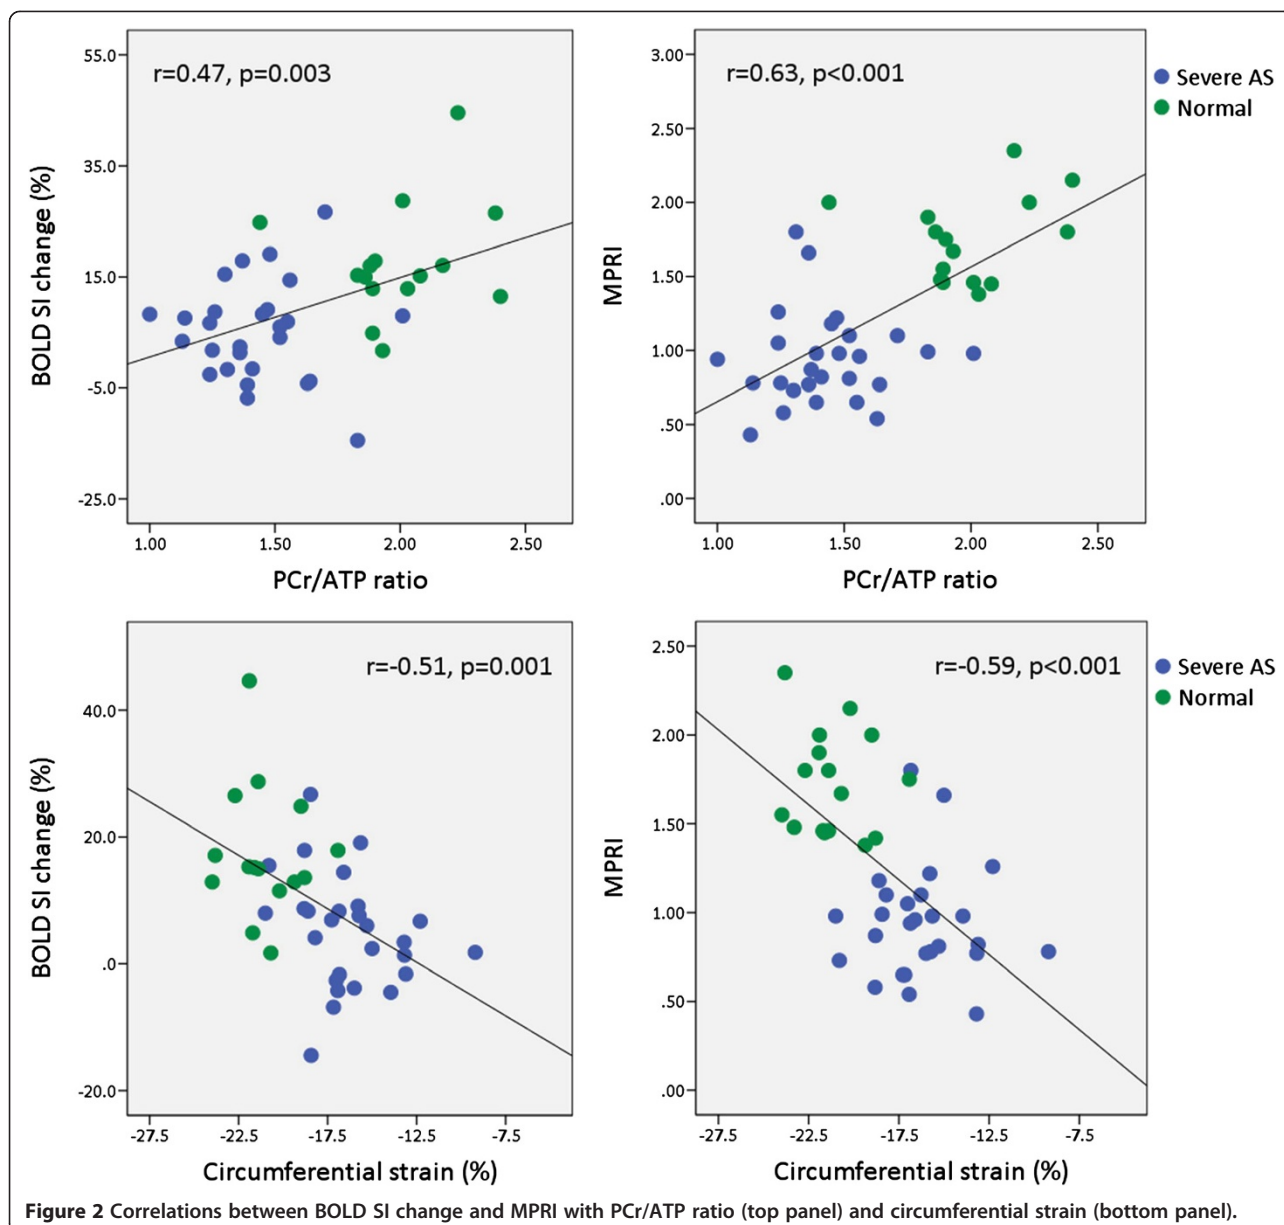 r=0.47, p=0.003
BOLD SI change (%)
55.0
35.0
15.0
-5.0
-25.0
1.00 1.50 2.00 2.50
PCr/ATP ratio
r=0.63, p<0.001
MPRI
3.00
2.50
2.00
1.50
1.00
.50
.00
1.00 1.50 2.00 2.50
PCr/ATP ratio
Severe AS
Normal
r=-0.51, p=0.001
BOLD SI change (%)
40.0
20.0
.0
-20.0
-27.5 -22.5 -17.5 -12.5 -7.5
Circumferential strain (%)
r=-0.59, p<0.001
MPRI
2.50
2.00
1.50
1.00
.50
.00
-27.5 -22.5 -17.5 -12.5 -7.5
Circumferential strain (%)
Severe AS
Normal
Figure 2 Correlations between BOLD SI change and MPRI with PCr/ATP ratio (top panel) and circumferential strain (bottom panel).